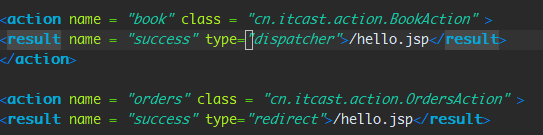 <action name = "book" class = "cn.itcast.action.BookAction" >
<result name = "success" type="dispatcher">/hello.jsp</result>
</action>
<action name = "orders" class = "cn.itcast.action.OrdersAction" >
<result name = "success" type="redirect">/hello.jsp</result>